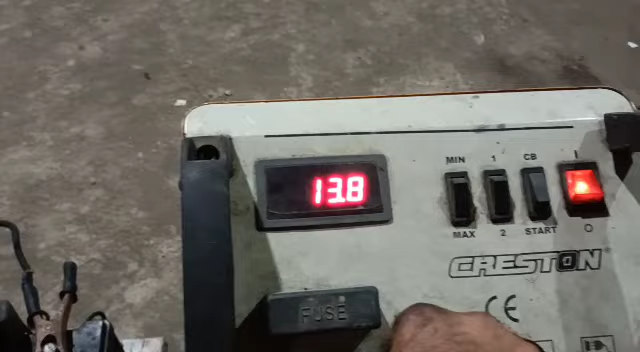 13.8
MIN 1 CB I
MAX 2 START O
CRESTON
FUSE
CE